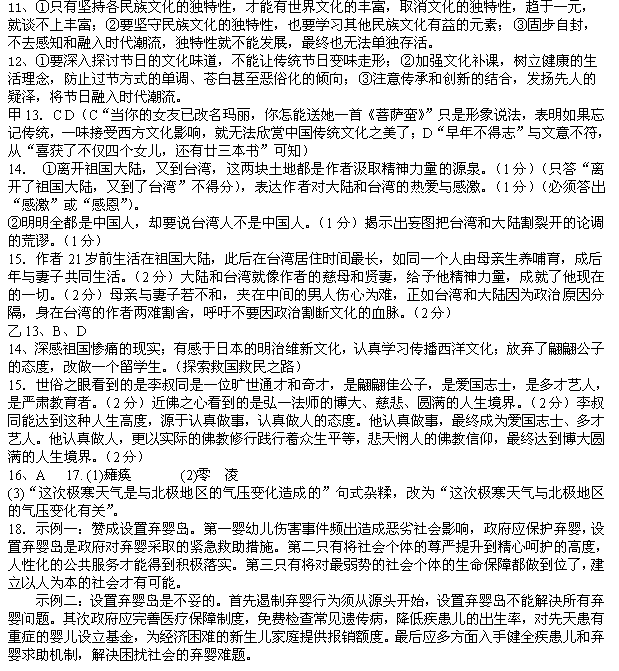 11、①只有坚持各民族文化的独特性，才能有世界文化的丰富，取消文化的独特性，趋于一元，
就谈不上丰富；②要坚守民族文化的独特性，也要学习其他民族文化有益的元素；③固步自封，
不去感知和融入时代潮流，独特性就不能发展，最终也无法单独存活。
12、①要深入探讨节日的文化味道，不能让传统节日变味走形；②加强文化补课，树立健康的生
活理念，防止过节方式的单调、苍白甚至恶俗化的倾向；③注意传承和创新的结合，发扬先人的
贻泽，将节日融入时代潮流。
甲 13．CD（C“当你的女友已改名玛丽，你怎能送她一首《菩萨蛮》”只是形象说法，表明如果忘
记传统，一味接受西方文化影响，就无法欣赏中国传统文化之美了；D“早年不得志”与文意不符，
从“喜获了不仅四个女儿，还有廿三本书”可知）
14． ①离开祖国大陆，又到台湾，这两块土地都是作者汲取精神力量的源泉。（1 分）（只答“离
开了祖国大陆，又到了台湾”不得分），表达作者对大陆和台湾的热爱与感激。（1 分）（必须答出
“感激”或“感恩”）。
②明明全都是中国人，却要说台湾人不是中国人。（1 分）揭示出妄图把台湾和大陆割裂开的论调
的荒谬。（1 分）
15．作者 21 岁前生活在祖国大陆，此后在台湾居住时间最长，如同一个人由母亲生养哺育，成后
年与妻子共同生活。（2 分）大陆和台湾就像作者的慈母和贤妻，给予他精神力量，成就了他现在
的一切。（2 分）母亲与妻子若不和，夹在中间的男人伤心为难，正如台湾和大陆因为政治原因分
隔，身在台湾的作者两难割舍，呼吁不要因政治割断文化的血脉。（2 分）
乙 13、B、D
14、深感祖国惨痛的现实；有感于日本的明治维新文化，认真学习传播西洋文化；放弃了翩翩公子
的态度，改做一个留学生。（探索救国救民之路）
15．世俗之眼看到的是李叔同是一位旷世通才和奇才，是翩翩佳公子，是爱国志士，是多才艺人，
是严肃教育者。（2 分）近佛之心看到的是弘一法师的博大、慈悲、圆满的人生境界。（2 分）李叔
同能达到这种人生高度，源于认真做事，认真做人的态度。他认真做事，最终成为爱国志士、多才
艺人。他认真做人，更以实际的佛教修行践行着众生平等，悲天悯人的佛教信仰，最终达到博大圆
满的人生境界。（2 分）
16、A 17. (1)瘫痪 (2)零 凌
(3)“这次极寒天气是与北极地区的气压变化造成的”句式杂糅，改为“这次极寒天气与北极地区
的气压变化有关”。
18．示例一：赞成设置弃婴岛。第一婴幼儿伤害事件频出造成恶劣社会影响，政府应保护弃婴，设
置弃婴岛是政府对弃婴采取的紧急救助措施。第二只有将社会个体的尊严提升到精心呵护的高度，
人性化的公共服务才能得到积极落实。第三只有将对最弱势的社会个体的生命保障都做到位了，建
立以人为本的社会才有可能。
示例二：设置弃婴岛是不妥的。首先遏制弃婴行为须从源头开始，设置弃婴岛不能解决所有弃
婴问题。其次政府应完善医疗保障制度，免费检查常见遗传病，降低疾患儿的出生率，对先天患有
重症的婴儿设立基金，为经济困难的新生儿家庭提供报销额度。最后应多方面入手健全疾患儿和弃
婴求助机制，解决困扰社会的弃婴难题。